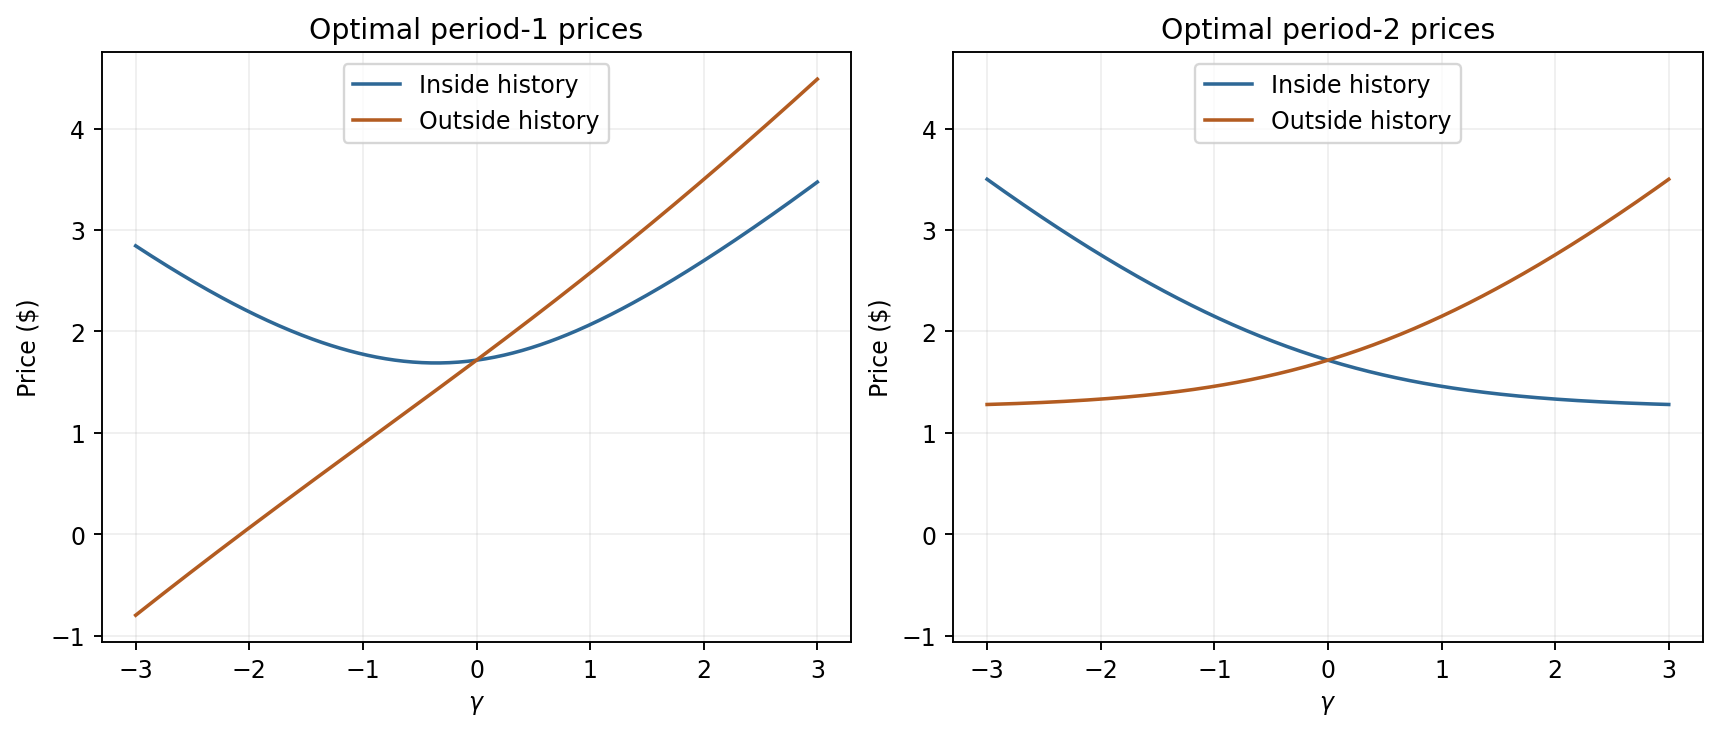 Optimal period-1 prices
Inside history
Outside history
4
3
2
1
0
−1
Price ($)
−3 −2 −1 0 1 2 3
γ
Optimal period-2 prices
Inside history
Outside history
4
3
2
1
0
−1
Price ($)
−3 −2 −1 0 1 2 3
γ